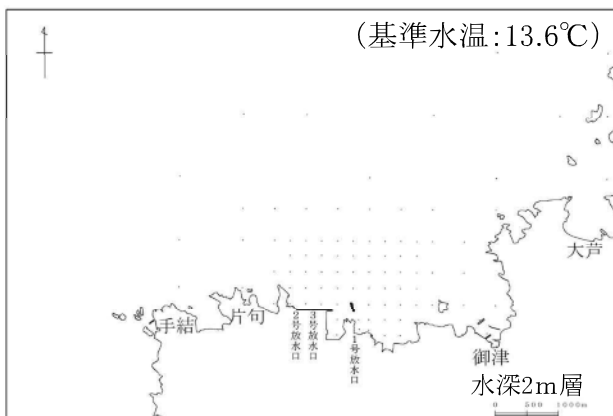 (基準水温:13.6℃)
大芦
手結
片句
2号放水口
3号放水口
1号放水口
御津
水深2m層
0 500 1000m